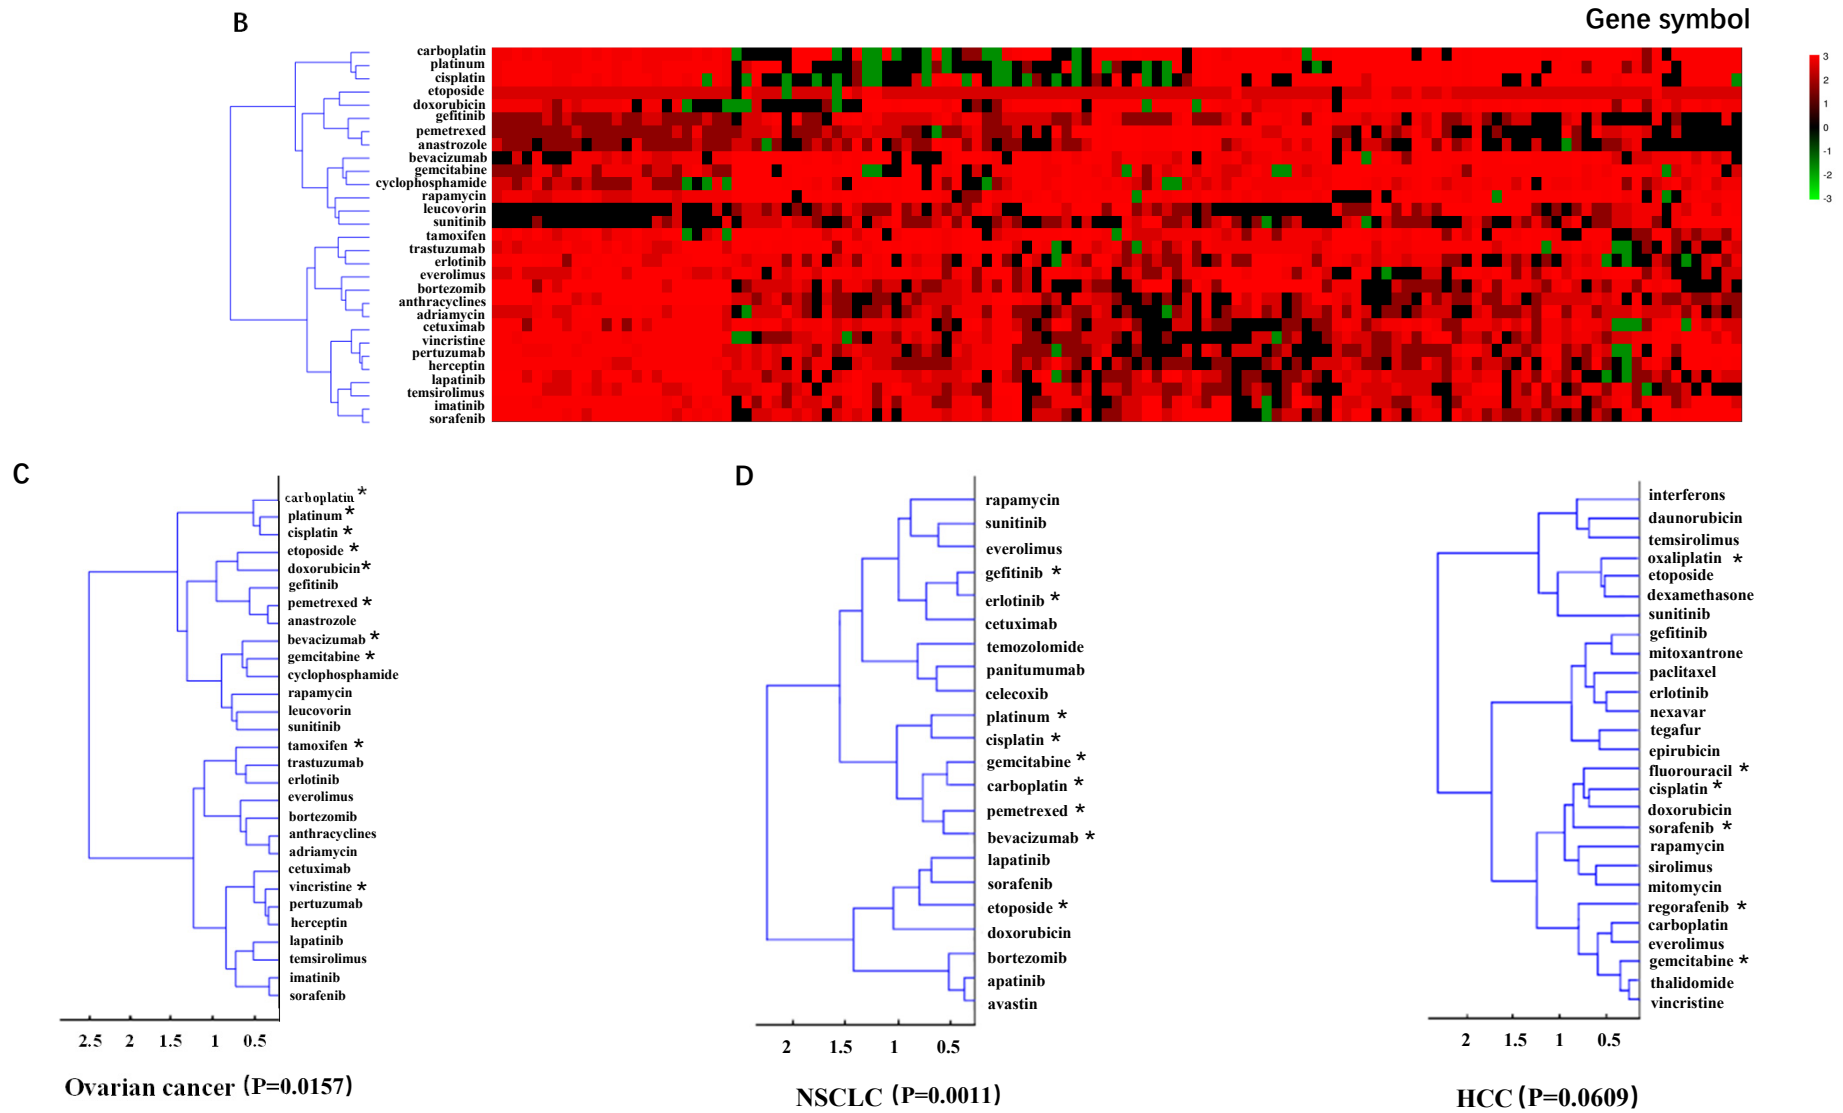 B
Gene symbol
carboplatin
platinum
cisplatin
etoposide
doxorubicin
gefitinib
pemetrexed
anastrozole
bevacizumab
gemcitabine
cyclophosphamide
rapamycin
leucovorin
sunitinib
tamoxifen
trastuzumab
erlotinib
everolimus
bortezomib
anthracyclines
adriamycin
cetuximab
vincristine
pertuzumab
herceptin
lapatinib
temsirolimus
imatinib
sorafenib
3
2
1
0
-1
-2
-3
C
carboplatin *
platinum *
cisplatin *
etoposide *
doxorubicin *
gefitinib
pemetrexed *
anastrozole
bevacizumab *
gemcitabine *
cyclophosphamide
rapamycin
leucovorin
sunitinib
tamoxifen *
trastuzumab
erlotinib
everolimus
bortezomib
anthracyclines
adriamycin
cetuximab
vincristine *
pertuzumab
herceptin
lapatinib
temsirolimus
imatinib
sorafenib
2.5 2 1.5 1 0.5
Ovarian cancer (P=0.0157)
D
rapamycin
sunitinib
everolimus
gefitinib *
erlotinib *
cetuximab
temozolomide
panitumumab
celecoxib
platinum *
cisplatin *
gemcitabine *
carboplatin *
pemetrexed *
bevacizumab *
lapatinib
sorafenib
etoposide *
doxorubicin
bortezomib
apatinib
avastin
2 1.5 1 0.5
NSCLC (P=0.0011)
interferons
daunorubicin
temsirolimus
oxaliplatin *
etoposide
dexamethasone
sunitinib
gefitinib
mitoxantrone
paclitaxel
erlotinib
nexavar
tegafur
epirubicin
fluorouracil *
cisplatin *
doxorubicin
sorafenib *
rapamycin
sirolimus
mitomycin
regorafenib *
carboplatin
everolimus
gemcitabine *
thalidomide
vincristine
2 1.5 1 0.5
HCC (P=0.0609)